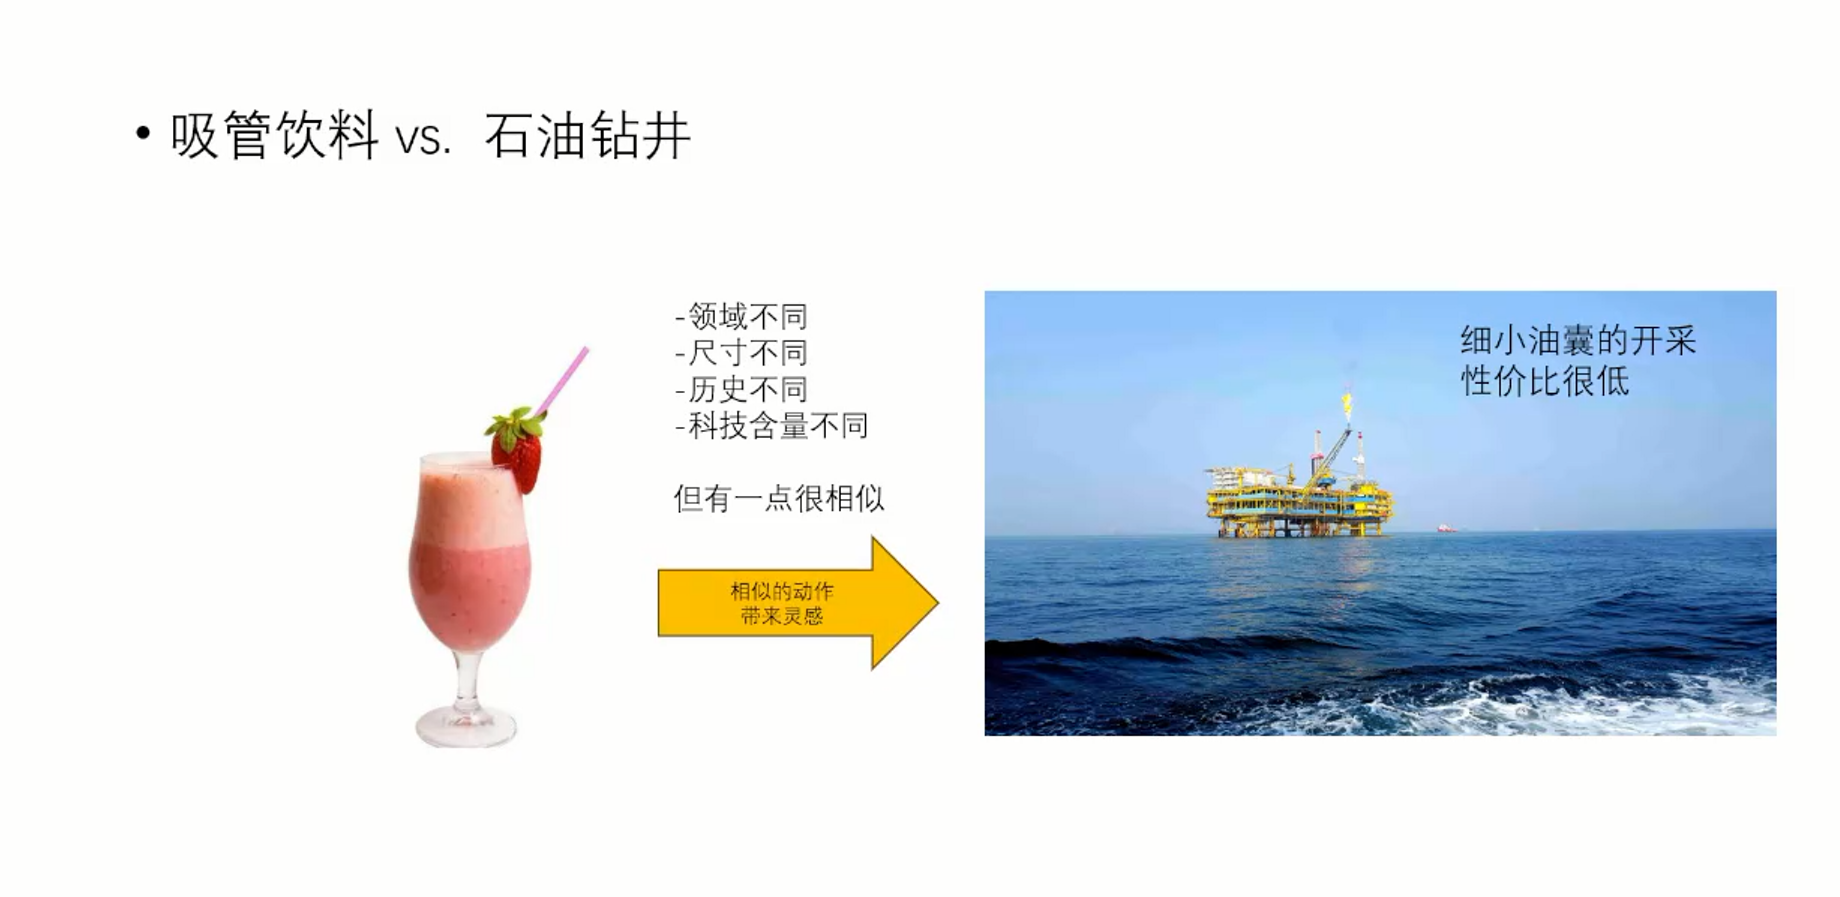 • 吸管饮料 vs. 石油钻井
-领域不同
-尺寸不同
-历史不同
-科技含量不同
但有一点很相似
相似的动作
带来灵感
细小油囊的开采
性价比很低